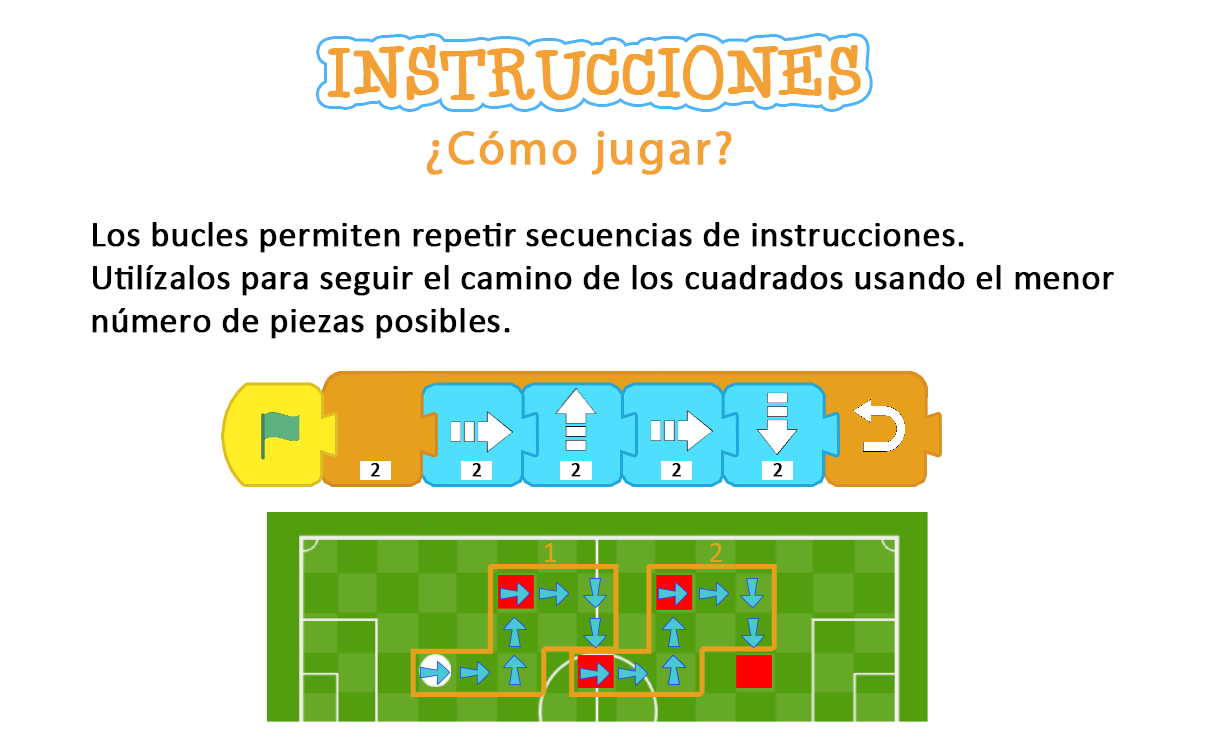 INSTRUCCIONES
¿Cómo jugar?
Los bucles permiten repetir secuencias de instrucciones.
Utilízalos para seguir el camino de los cuadrados usando el menor
número de piezas posibles.
2 2 2 2 2
1 2